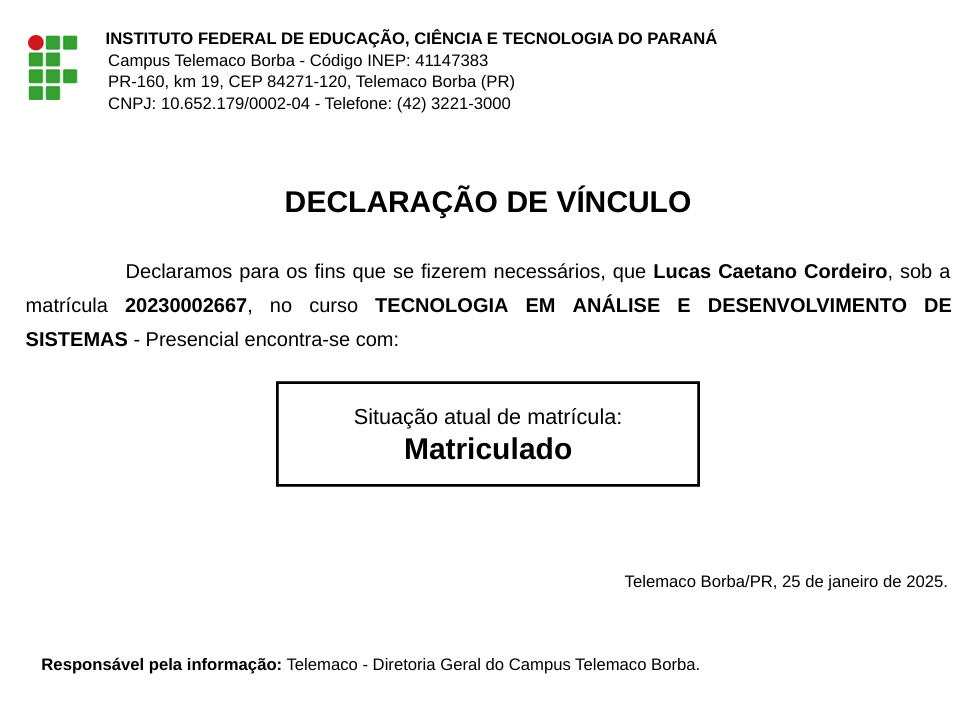 INSTITUTO FEDERAL DE EDUCAÇÃO, CIÊNCIA E TECNOLOGIA DO PARANÁ
Campus Telemaco Borba - Código INEP: 41147383
PR-160, km 19, CEP 84271-120, Telemaco Borba (PR)
CNPJ: 10.652.179/0002-04 - Telefone: (42) 3221-3000
DECLARAÇÃO DE VÍNCULO
Declaramos para os fins que se fizerem necessários, que Lucas Caetano Cordeiro, sob a
matrícula 20230002667, no curso TECNOLOGIA EM ANÁLISE E DESENVOLVIMENTO DE
SISTEMAS - Presencial encontra-se com:
Situação atual de matrícula:
Matriculado
Telemaco Borba/PR, 25 de janeiro de 2025.
Responsável pela informação: Telemaco - Diretoria Geral do Campus Telemaco Borba.